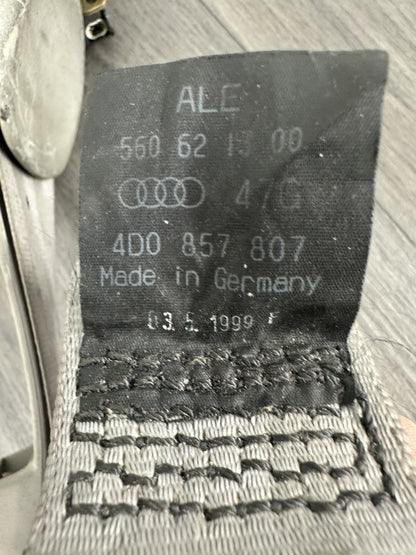 ALE
560 62 13 00
47G
4D0 857 807
Made in Germany
03.5.1999 F